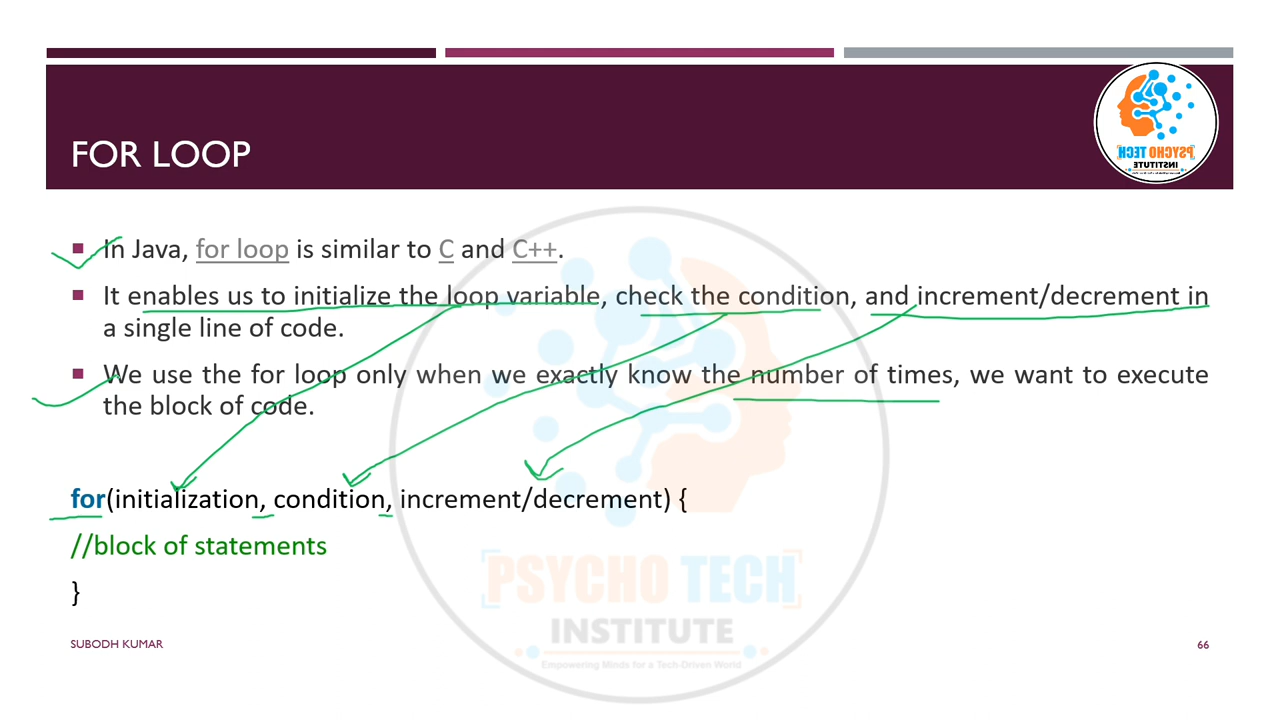 FOR LOOP
PSYCHO TECH
INSTITUTE
In Java, for loop is similar to C and C++.
It enables us to initialize the loop variable, check the condition, and increment/decrement in
a single line of code.
We use the for loop only when we exactly know the number of times, we want to execute
the block of code.
for(initialization, condition, increment/decrement) {
//block of statements
}
PSYCHO TECH
INSTITUTE
Empowering Minds for a Tech-Driven World
SUBODH KUMAR
66